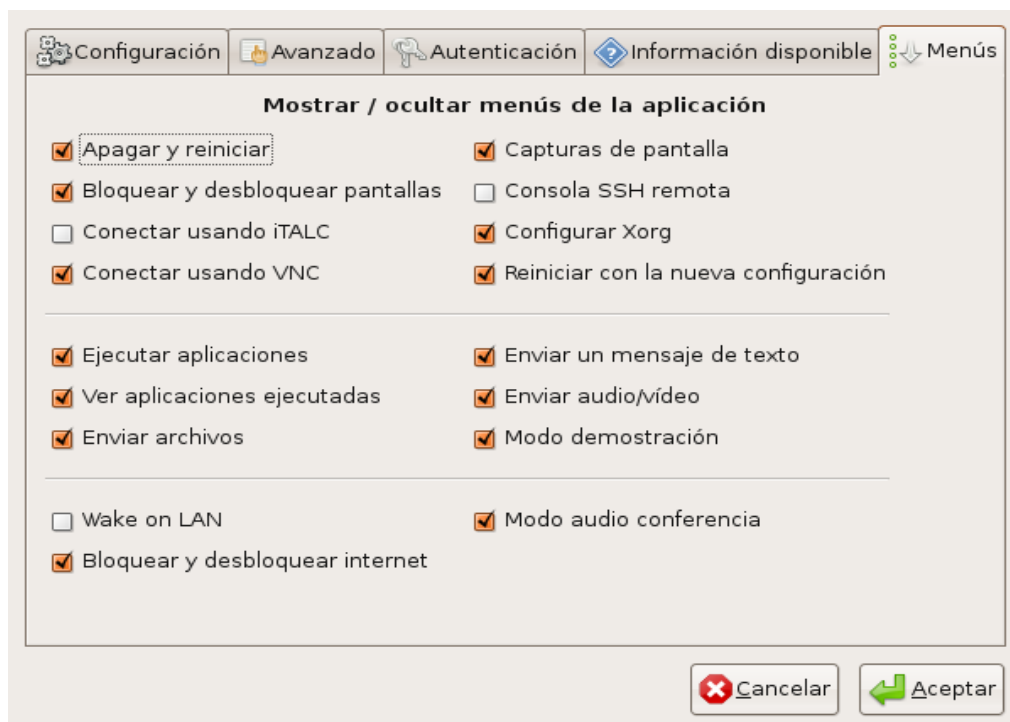 Configuración Avanzado Autenticación Información disponible Menús
Mostrar / ocultar menús de la aplicación
Apagar y reiniciar Capturas de pantalla
Bloquear y desbloquear pantallas Consola SSH remota
Conectar usando iTALC Configurar Xorg
Conectar usando VNC Reiniciar con la nueva configuración
Ejecutar aplicaciones Enviar un mensaje de texto
Ver aplicaciones ejecutadas Enviar audio/vídeo
Enviar archivos Modo demostración
Wake on LAN Modo audio conferencia
Bloquear y desbloquear internet
Cancelar Aceptar